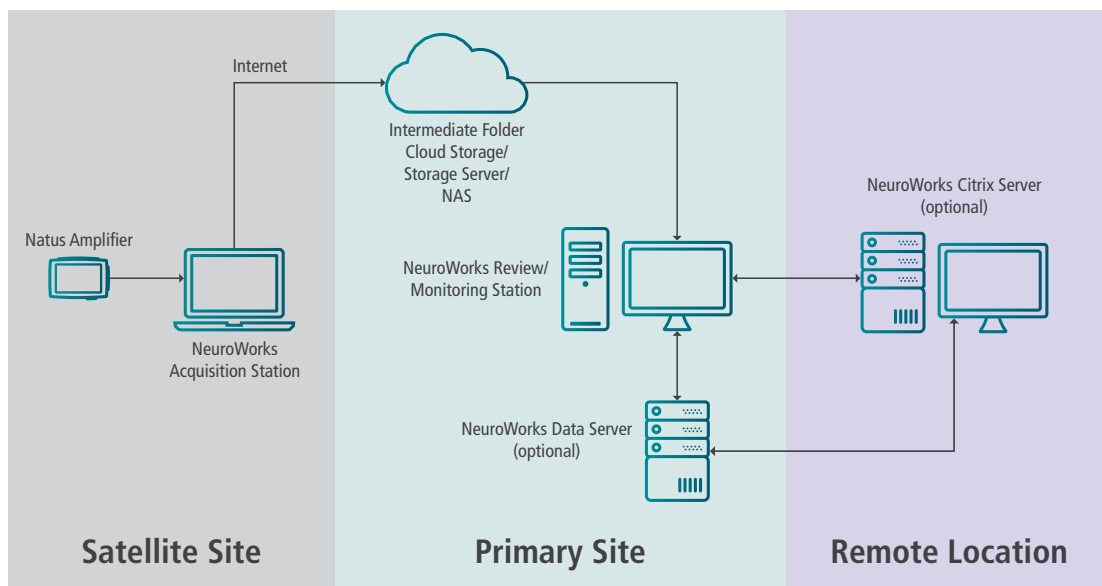 Internet
Intermediate Folder
Cloud Storage/
Storage Server/
NAS
NeuroWorks Citrix Server
(optional)
Natus Amplifier
NeuroWorks Review/
Monitoring Station
NeuroWorks
Acquisition Station
NeuroWorks Data Server
(optional)
Satellite Site
Primary Site
Remote Location